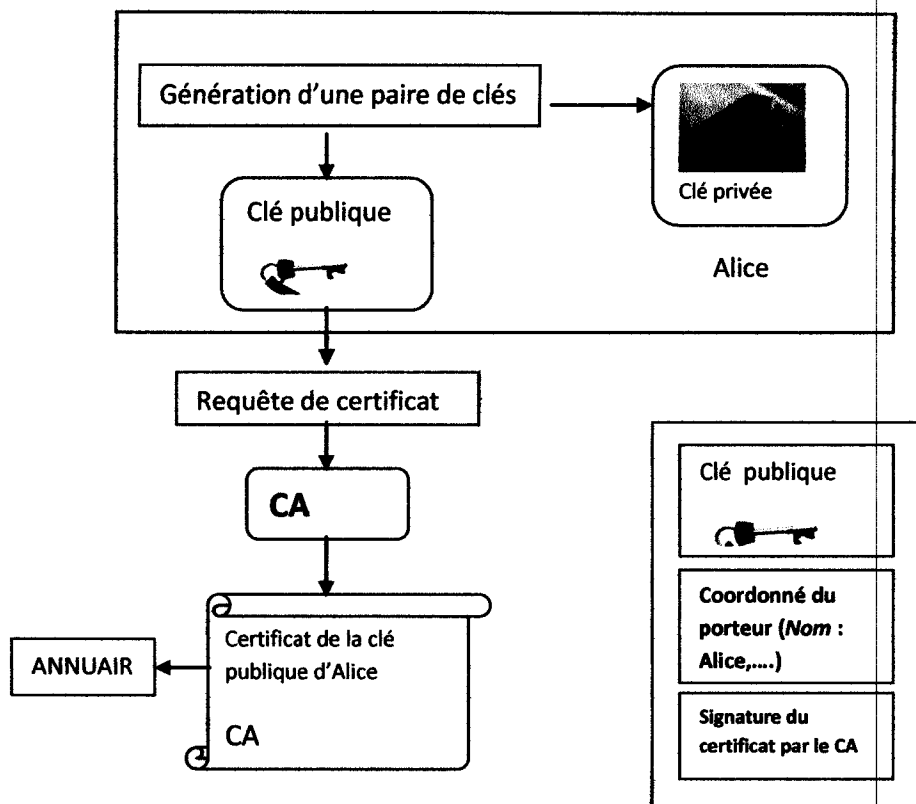 Génération d'une paire de clés
Clé privée
Alice
Clé publique
Requête de certificat
CA
Certificat de la clé
publique d'Alice
CA
ANNUAIR
Clé publique
Coordonné du
porteur (Nom :
Alice,....)
Signature du
certificat par le CA